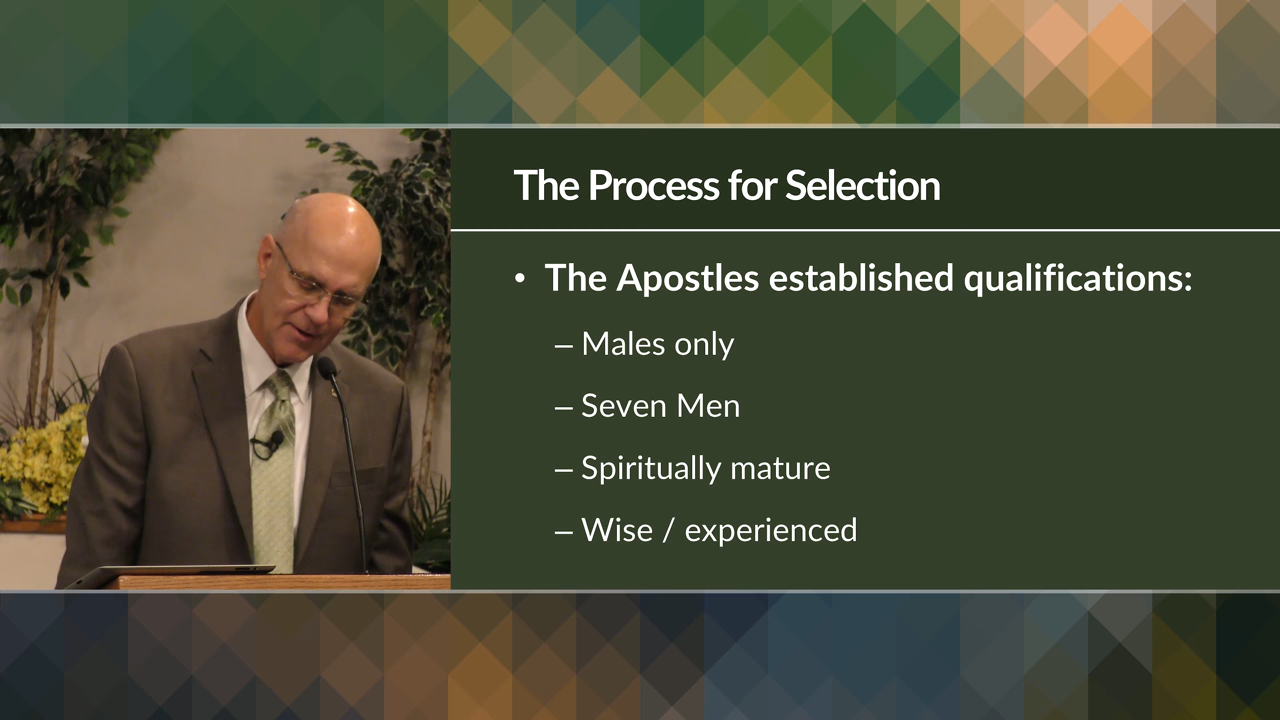 The Process for Selection
• The Apostles established qualifications:
– Males only
– Seven Men
– Spiritually mature
– Wise / experienced